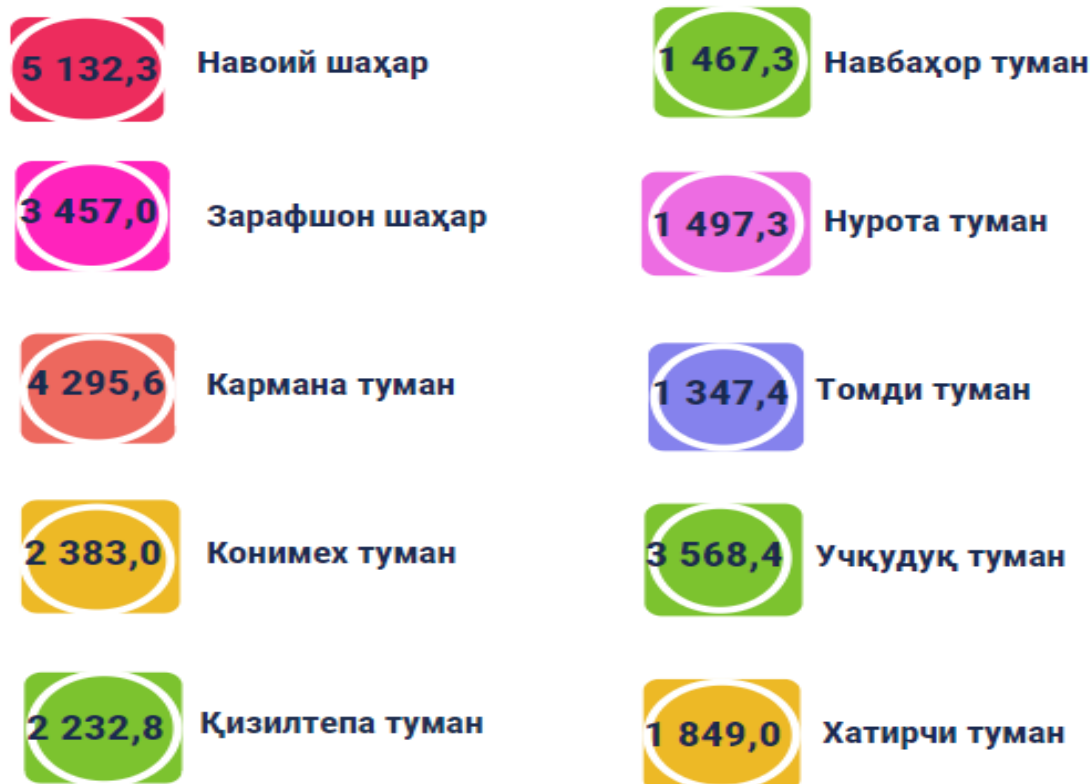 5 132,3 Навоий шаҳар
3 457,0 Зарафшон шаҳар
4 295,6 Кармана туман
2 383,0 Конимех туман
2 232,8 Қизилтепа туман
1 467,3 Навбаҳор туман
1 497,3 Нурота туман
1 347,4 Томди туман
3 568,4 Учқудуқ туман
1 849,0 Хатирчи туман